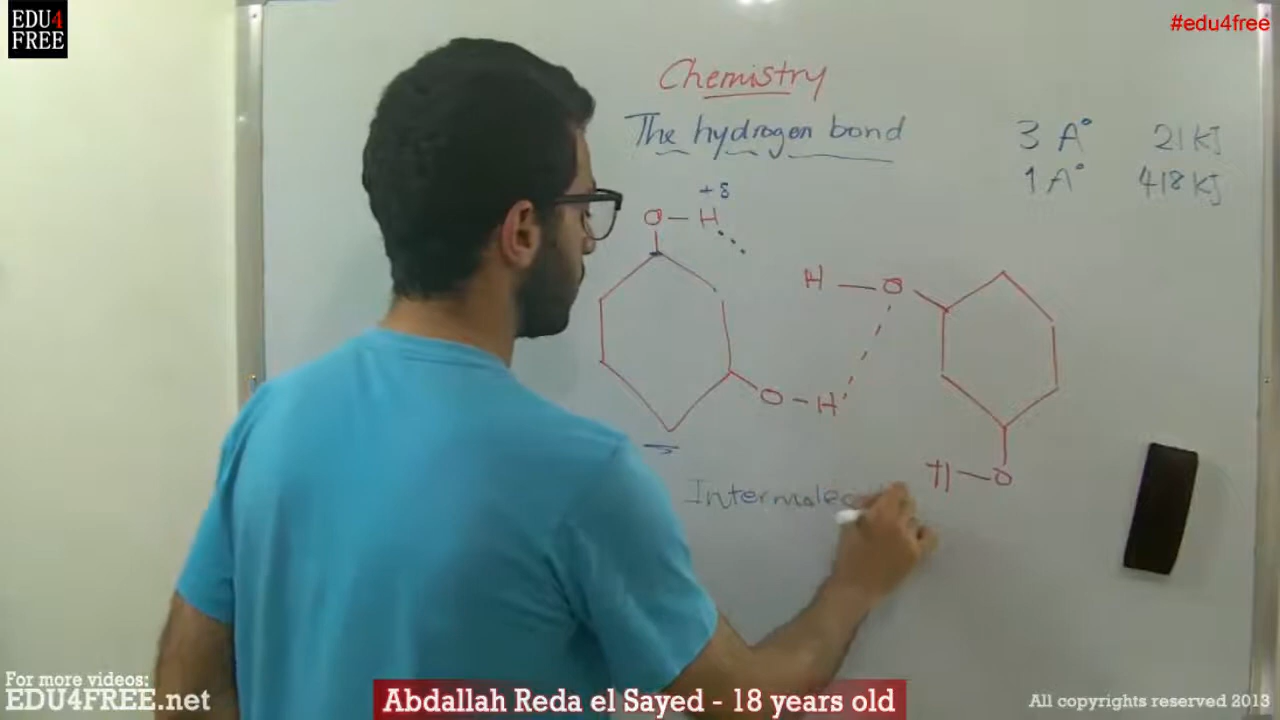 EDU4
FREE
#edu4free
Chemistry
The hydrogen bond
3 A° 21 KJ
1 A° 418 KJ
+δ
O - H
H - O
O - H
H - O
For more videos:
EDU4FREE.net
Abdallah Reda el Sayed - 18 years old
All copyrights reserved 2013